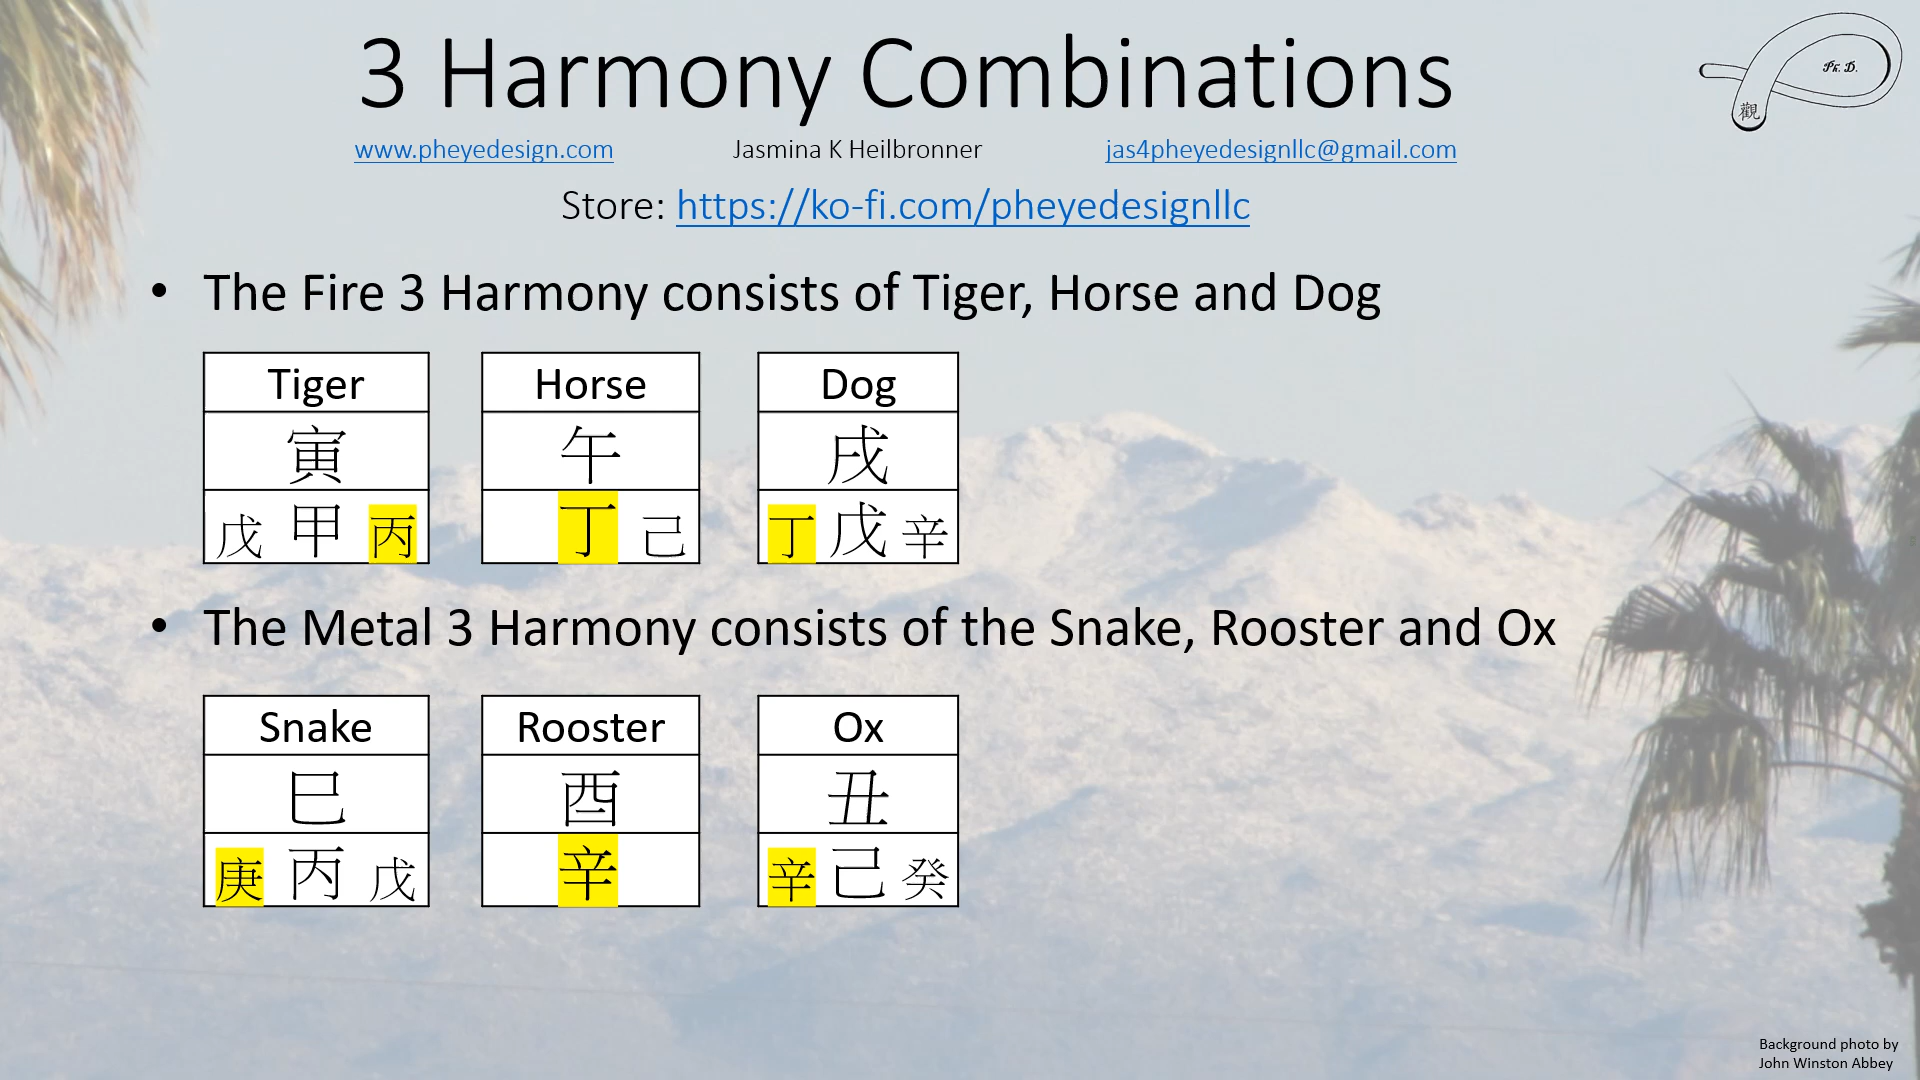 3 Harmony Combinations
Ph. D.
觀
www.pheyedesign.com Jasmina K Heilbronner jas4pheyedesignllc@gmail.com
Store: https://ko-fi.com/pheyedesignllc
• The Fire 3 Harmony consists of Tiger, Horse and Dog
Tiger Horse Dog
寅 午 戌
戊 甲 丙 丁 己 丁 戊 辛
• The Metal 3 Harmony consists of the Snake, Rooster and Ox
Snake Rooster Ox
巳 酉 丑
庚 丙 戊 辛 辛 己 癸
Background photo by
John Winston Abbey